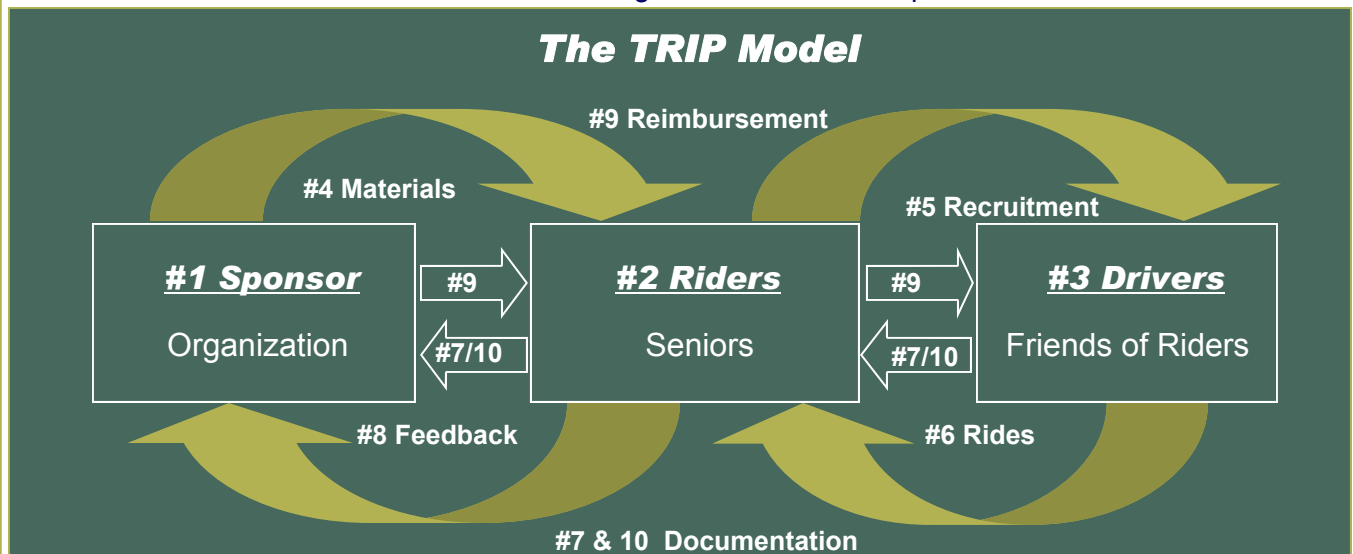 The TRIP Model
#9 Reimbursement
#4 Materials
#5 Recruitment
#1 Sponsor
Organization
#9
#7/10
#2 Riders
Seniors
#9
#7/10
#3 Drivers
Friends of Riders
#8 Feedback
#6 Rides
#7 & 10 Documentation